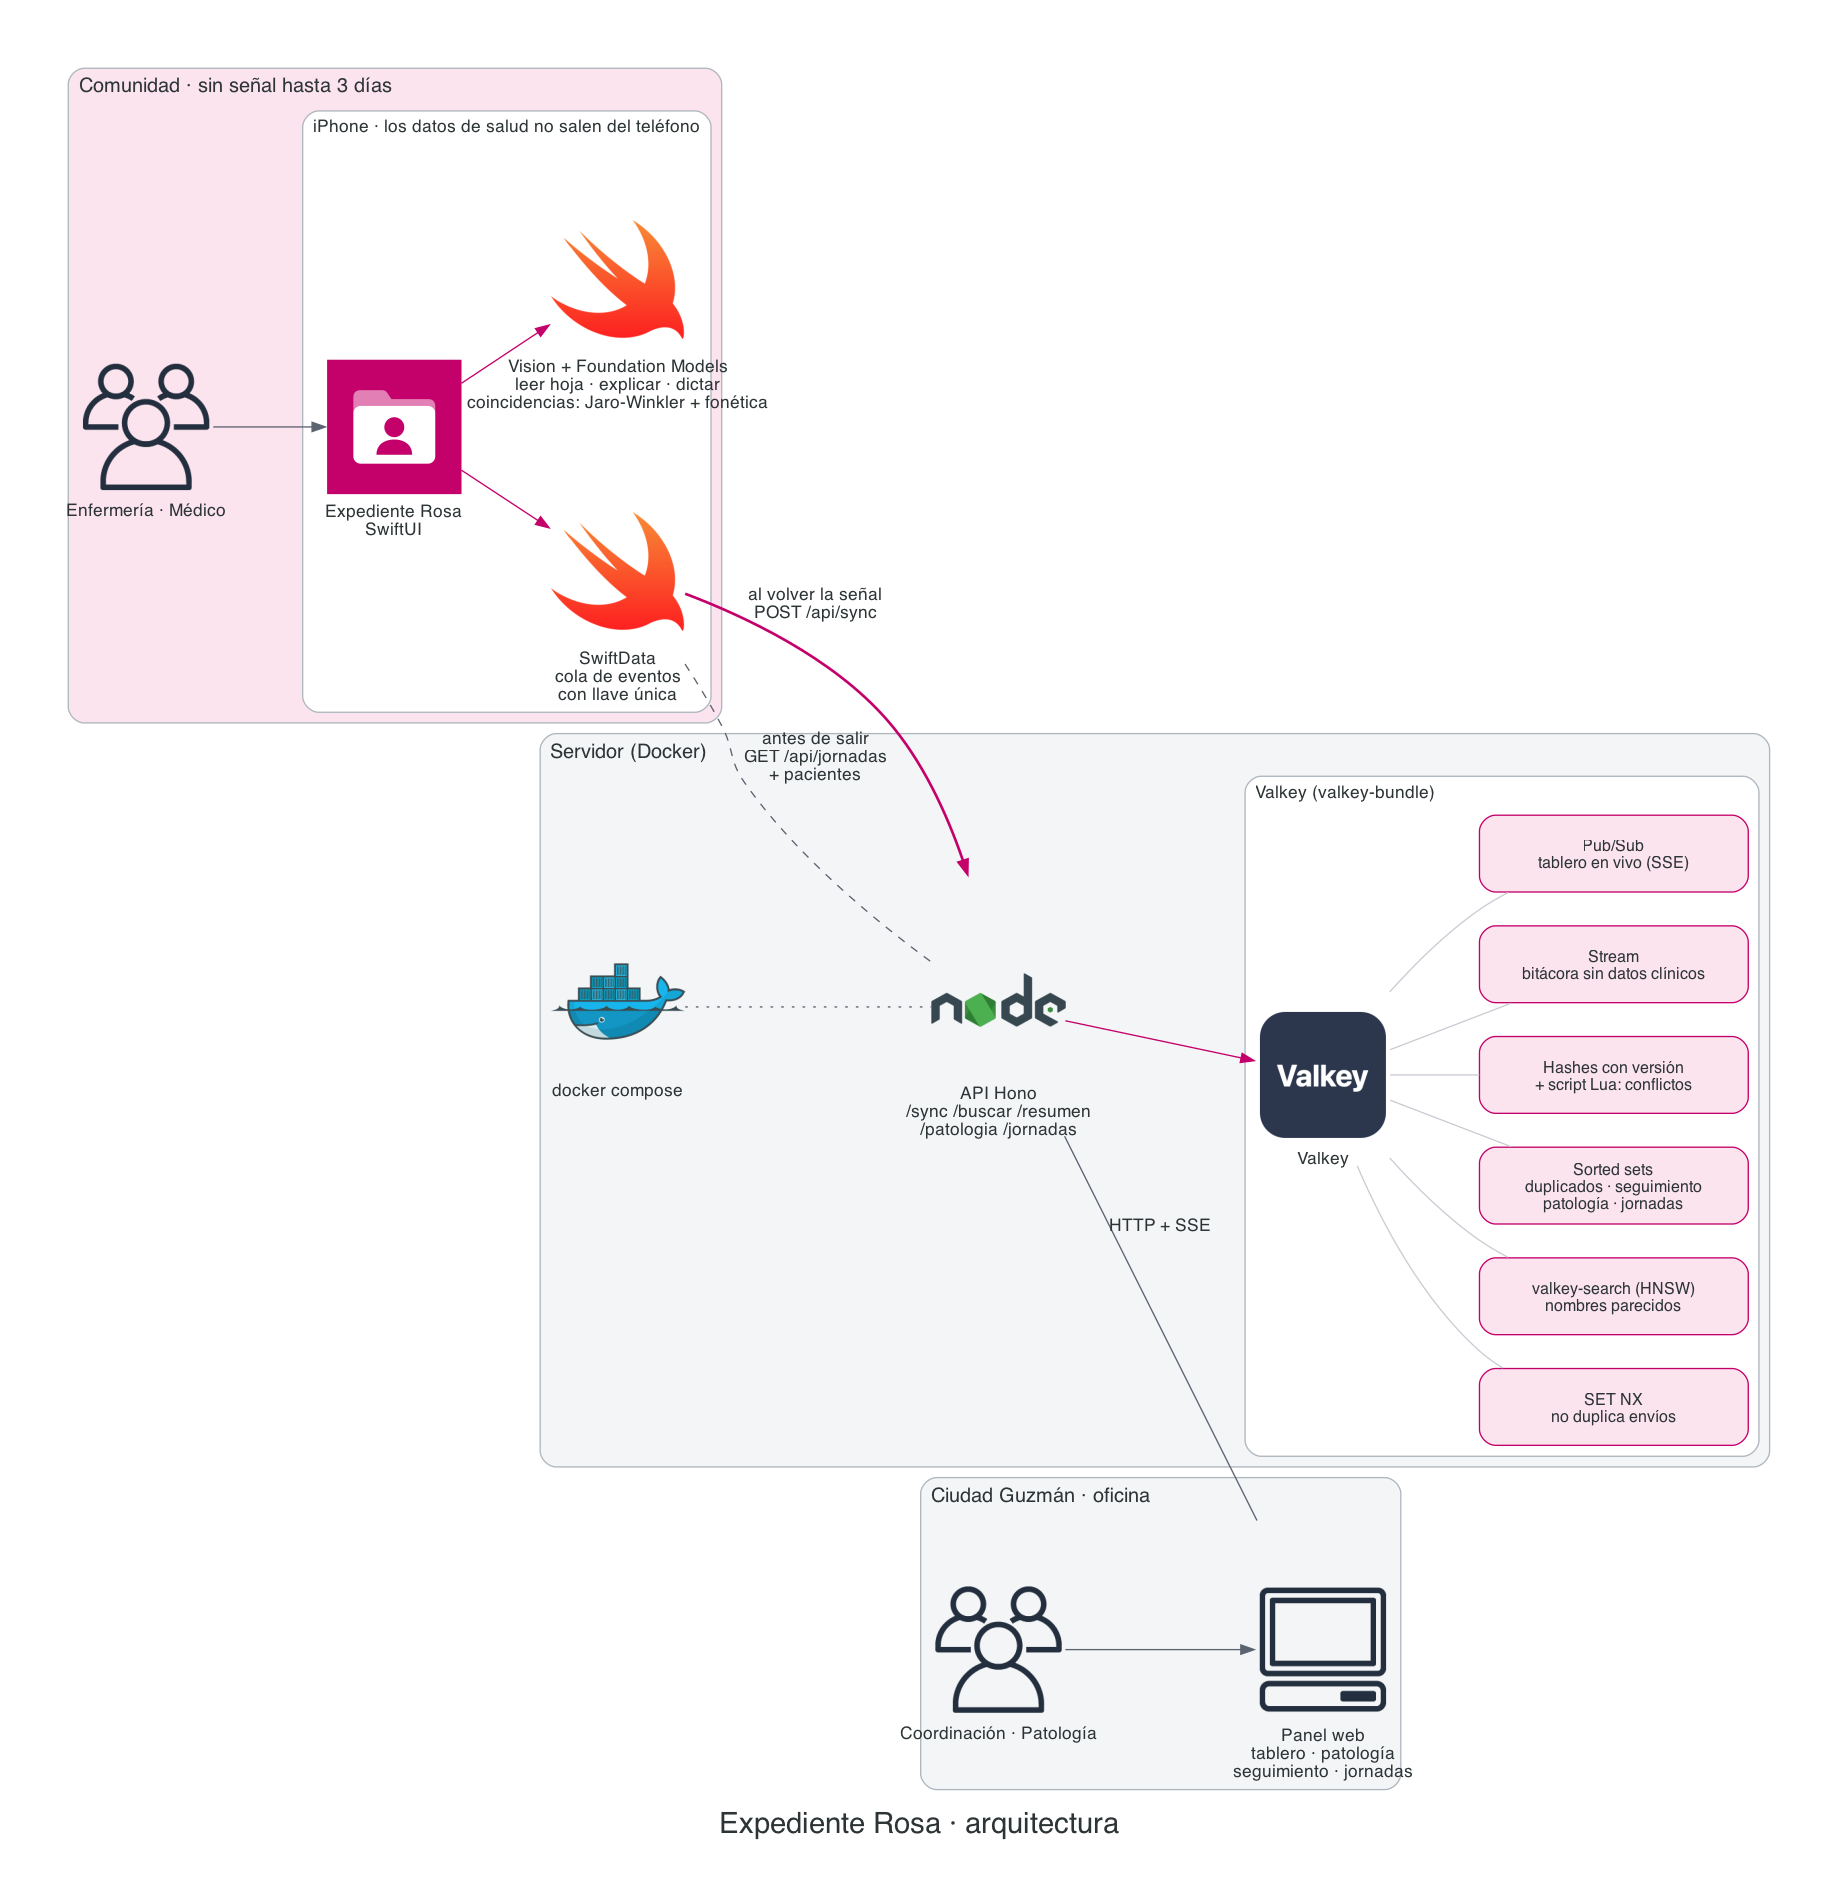 Comunidad · sin señal hasta 3 días
iPhone · los datos de salud no salen del teléfono
Vision + Foundation Models
leer hoja · explicar · dictar
coincidencias: Jaro-Winkler + fonética
Enfermería · Médico
Expediente Rosa
SwiftUI
al volver la señal
POST /api/sync
SwiftData
cola de eventos
con llave única
Servidor (Docker)
antes de salir
GET /api/jornadas
+ pacientes
Valkey (valkey-bundle)
Pub/Sub
tablero en vivo (SSE)
Stream
bitácora sin datos clínicos
node
Hashes con versión
+ script Lua: conflictos
Valkey
docker compose
API Hono
/sync /buscar /resumen
/patologia /jornadas
Valkey
Sorted sets
duplicados · seguimiento
patología · jornadas
HTTP + SSE
valkey-search (HNSW)
nombres parecidos
SET NX
no duplica envíos
Ciudad Guzmán · oficina
Coordinación · Patología
Panel web
tablero · patología
seguimiento · jornadas
Expediente Rosa · arquitectura